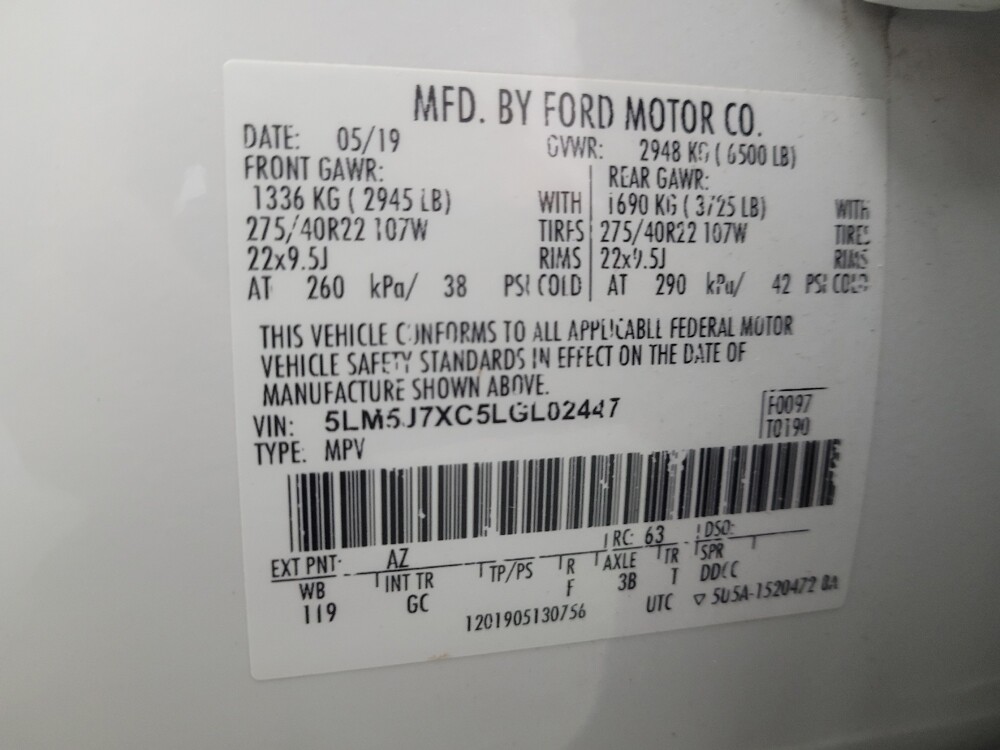 MFD. BY FORD MOTOR CO.
DATE: 05/19 GVWR: 2948 KG ( 6500 LB)
FRONT GAWR: REAR GAWR:
1336 KG ( 2945 LB) WITH 1690 KG ( 3725 LB) WITH
275/40R22 107W TIRES 275/40R22 107W TIRES
22x9.5J RIMS 22x9.5J RIMS
AT 260 kPa/ 38 PSI COLD AT 290 kPa/ 42 PSI COLD
THIS VEHICLE CONFORMS TO ALL APPLICABLE FEDERAL MOTOR
VEHICLE SAFETY STANDARDS IN EFFECT ON THE DATE OF
MANUFACTURE SHOWN ABOVE.
VIN: 5LM5J7XC5LGL02447 F0097
TYPE: MPV T0190
EXT PNT: AZ RC: 63 DSO:
WB INT TR TP/PS R AXLE TR SPR
119 GC F 3B T DDCC
1201905130756 UTC ▽ 5U5A-1520472 BA